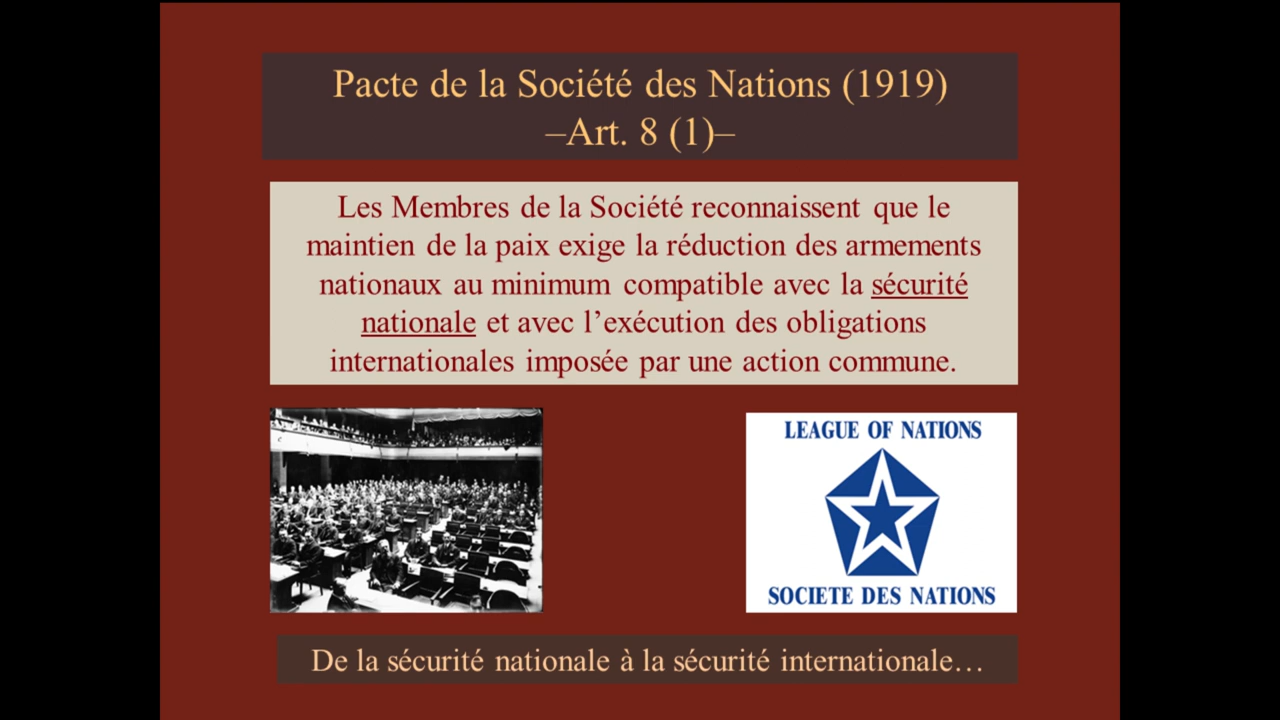 Pacte de la Société des Nations (1919)
–Art. 8 (1)–
Les Membres de la Société reconnaissent que le
maintien de la paix exige la réduction des armements
nationaux au minimum compatible avec la sécurité
nationale et avec l’exécution des obligations
internationales imposée par une action commune.
LEAGUE OF NATIONS
SOCIETE DES NATIONS
De la sécurité nationale à la sécurité internationale…